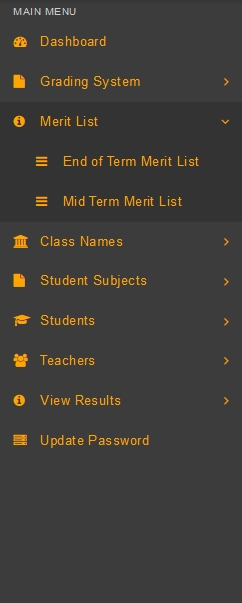 MAIN MENU
Dashboard
Grading System
Merit List
End of Term Merit List
Mid Term Merit List
Class Names
Student Subjects
Students
Teachers
View Results
Update Password